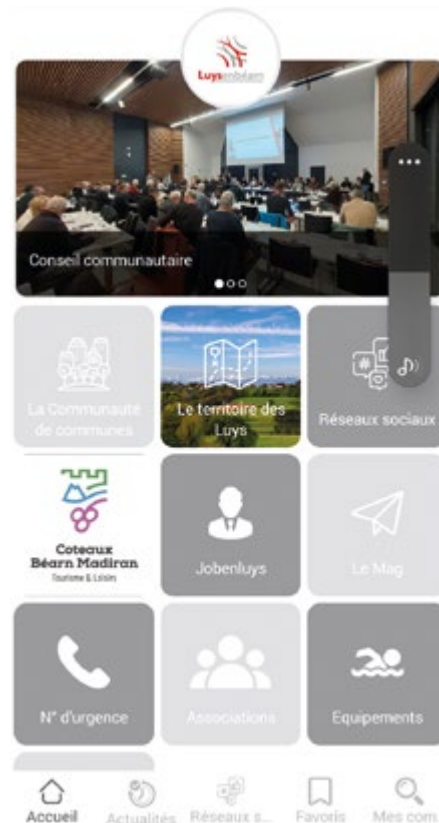 Luysenbéarn
Conseil communautaire
La Communauté
de communes
Le territoire des
Luys
Réseaux sociaux
Coteaux
Béarn Madiran
Tourisme & Loisirs
Jobenluys
Le Mag
N° d'urgence
Associations
Equipements
Accueil
Actualités
Réseaux s...
Favoris
Mes com